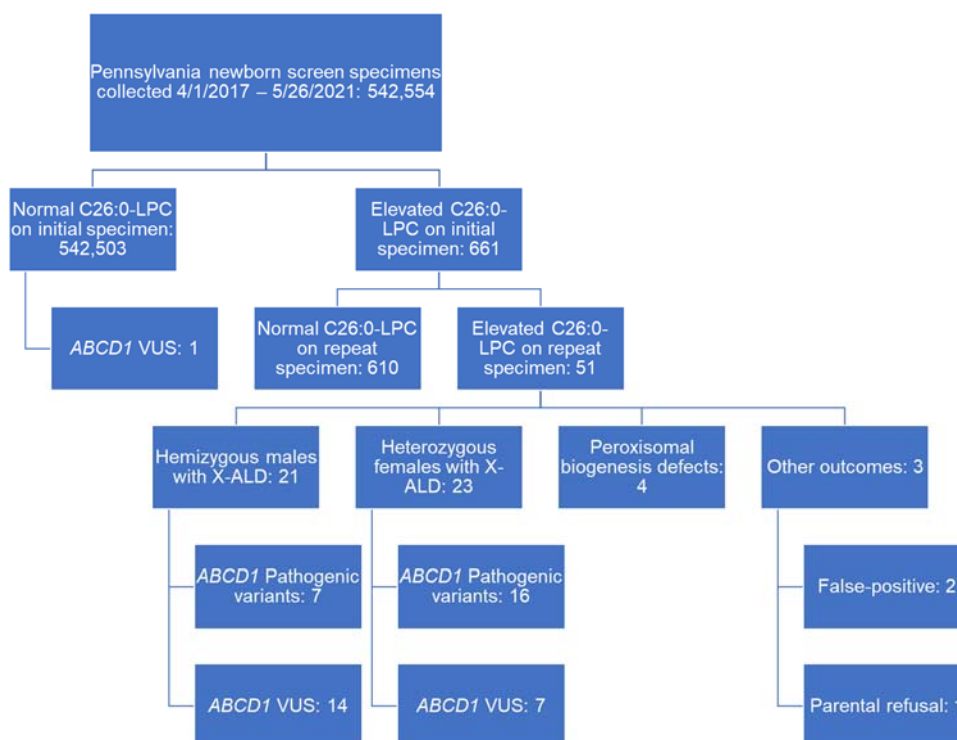 Pennsylvania newborn screen specimens
collected 4/1/2017 – 5/26/2021: 542,554
Normal C26:0-LPC
on initial specimen:
542,503
Elevated C26:0-
LPC on initial
specimen: 661
ABCD1 VUS: 1
Normal C26:0-LPC
on repeat
specimen: 610
Elevated C26:0-
LPC on repeat
specimen: 51
Hemizygous males
with X-ALD: 21
Heterozygous
females with X-
ALD: 23
Peroxisomal
biogenesis defects:
4
Other outcomes: 3
ABCD1 Pathogenic
variants: 7
ABCD1 Pathogenic
variants: 16
False-positive: 2
ABCD1 VUS: 14
ABCD1 VUS: 7
Parental refusal: 1